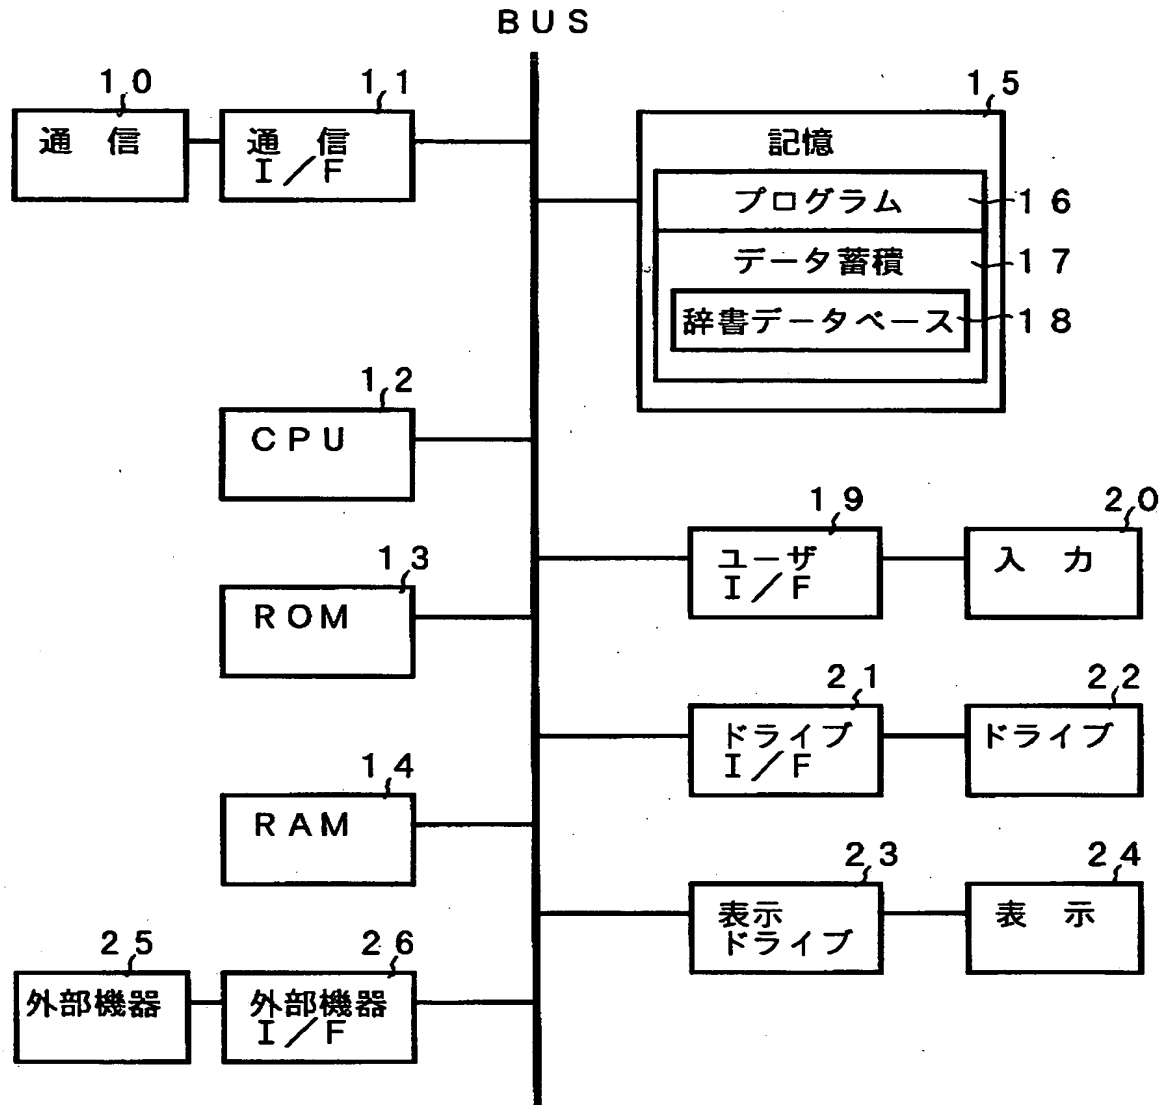 BUS
10
通信
11
通信
I/F
15
記憶
プログラム
16
データ蓄積
17
辞書データベース
18
12
CPU
13
ROM
14
RAM
19
ユーザ
I/F
20
入力
21
ドライブ
I/F
22
ドライブ
23
表示
ドライブ
24
表示
25
外部機器
26
外部機器
I/F